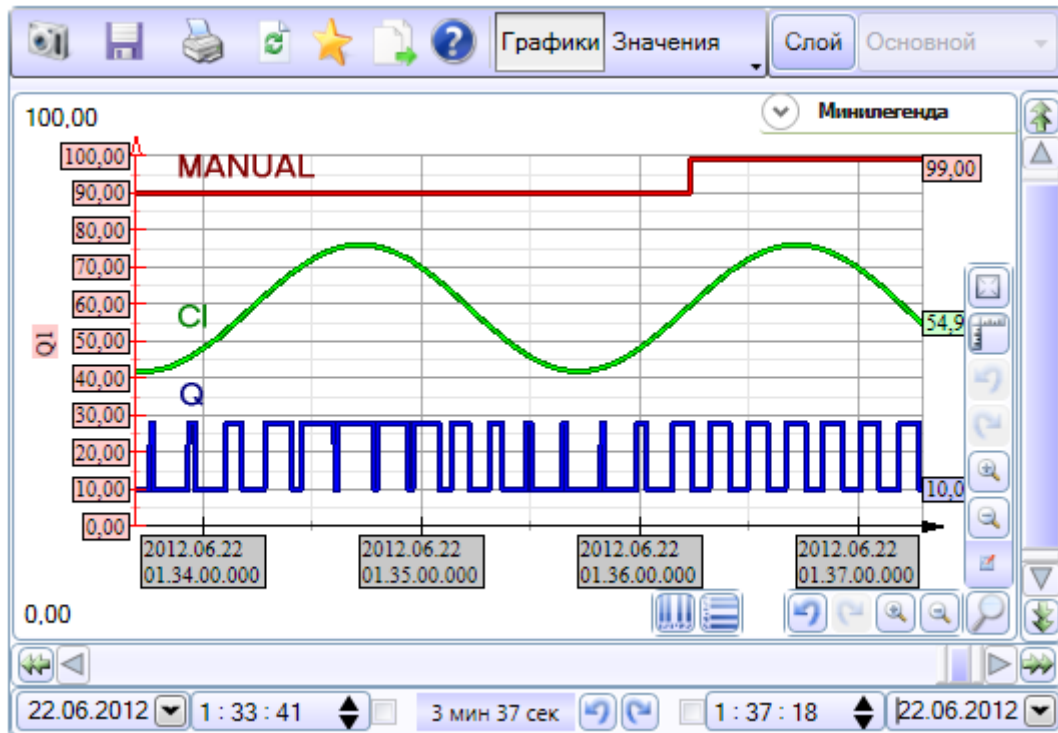 Графики Значения Слой Основной
100,00
Минилегенда
100,00
MANUAL
99,00
90,00
80,00
70,00
60,00
CI
54,9
50,00
Q1
40,00
Q
30,00
20,00
10,00
10,0
0,00
2012.06.22 2012.06.22 2012.06.22 2012.06.22
01.34.00.000 01.35.00.000 01.36.00.000 01.37.00.000
0,00
22.06.2012 1 : 33 : 41 3 мин 37 сек 1 : 37 : 18 22.06.2012